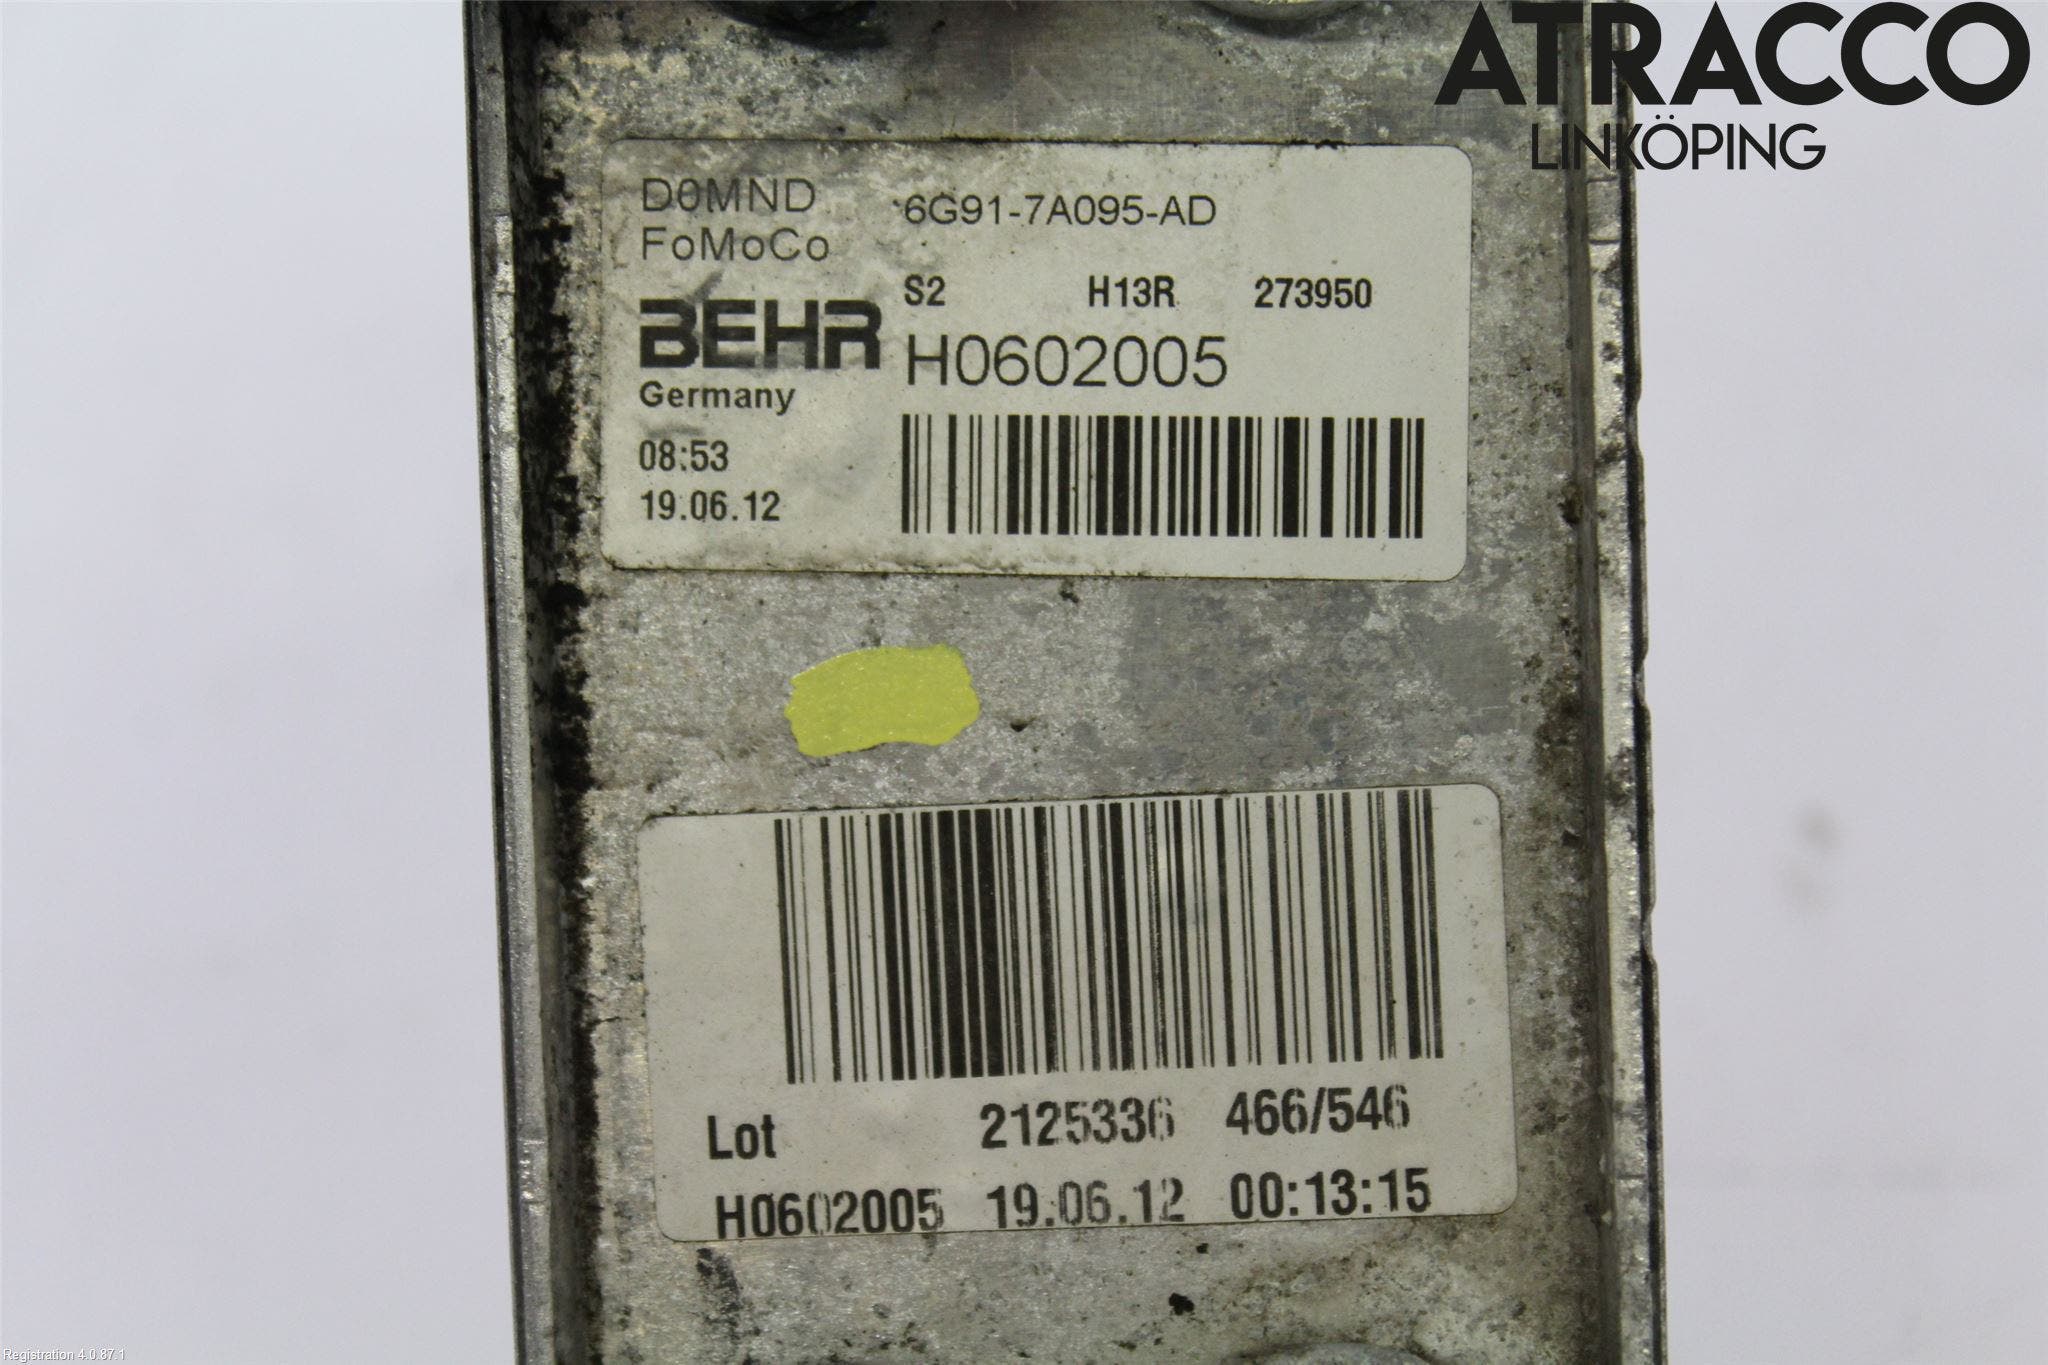 ATRACCO
LINKÖPING
D0MND 6G91-7A095-AD
FoMoCo
S2 H13R 273950
BEHR H0602005
Germany
08:53
19.06.12
Lot 2125336 466/546
H0602005 19.06.12 00:13:15
Registration 4.0.87.1